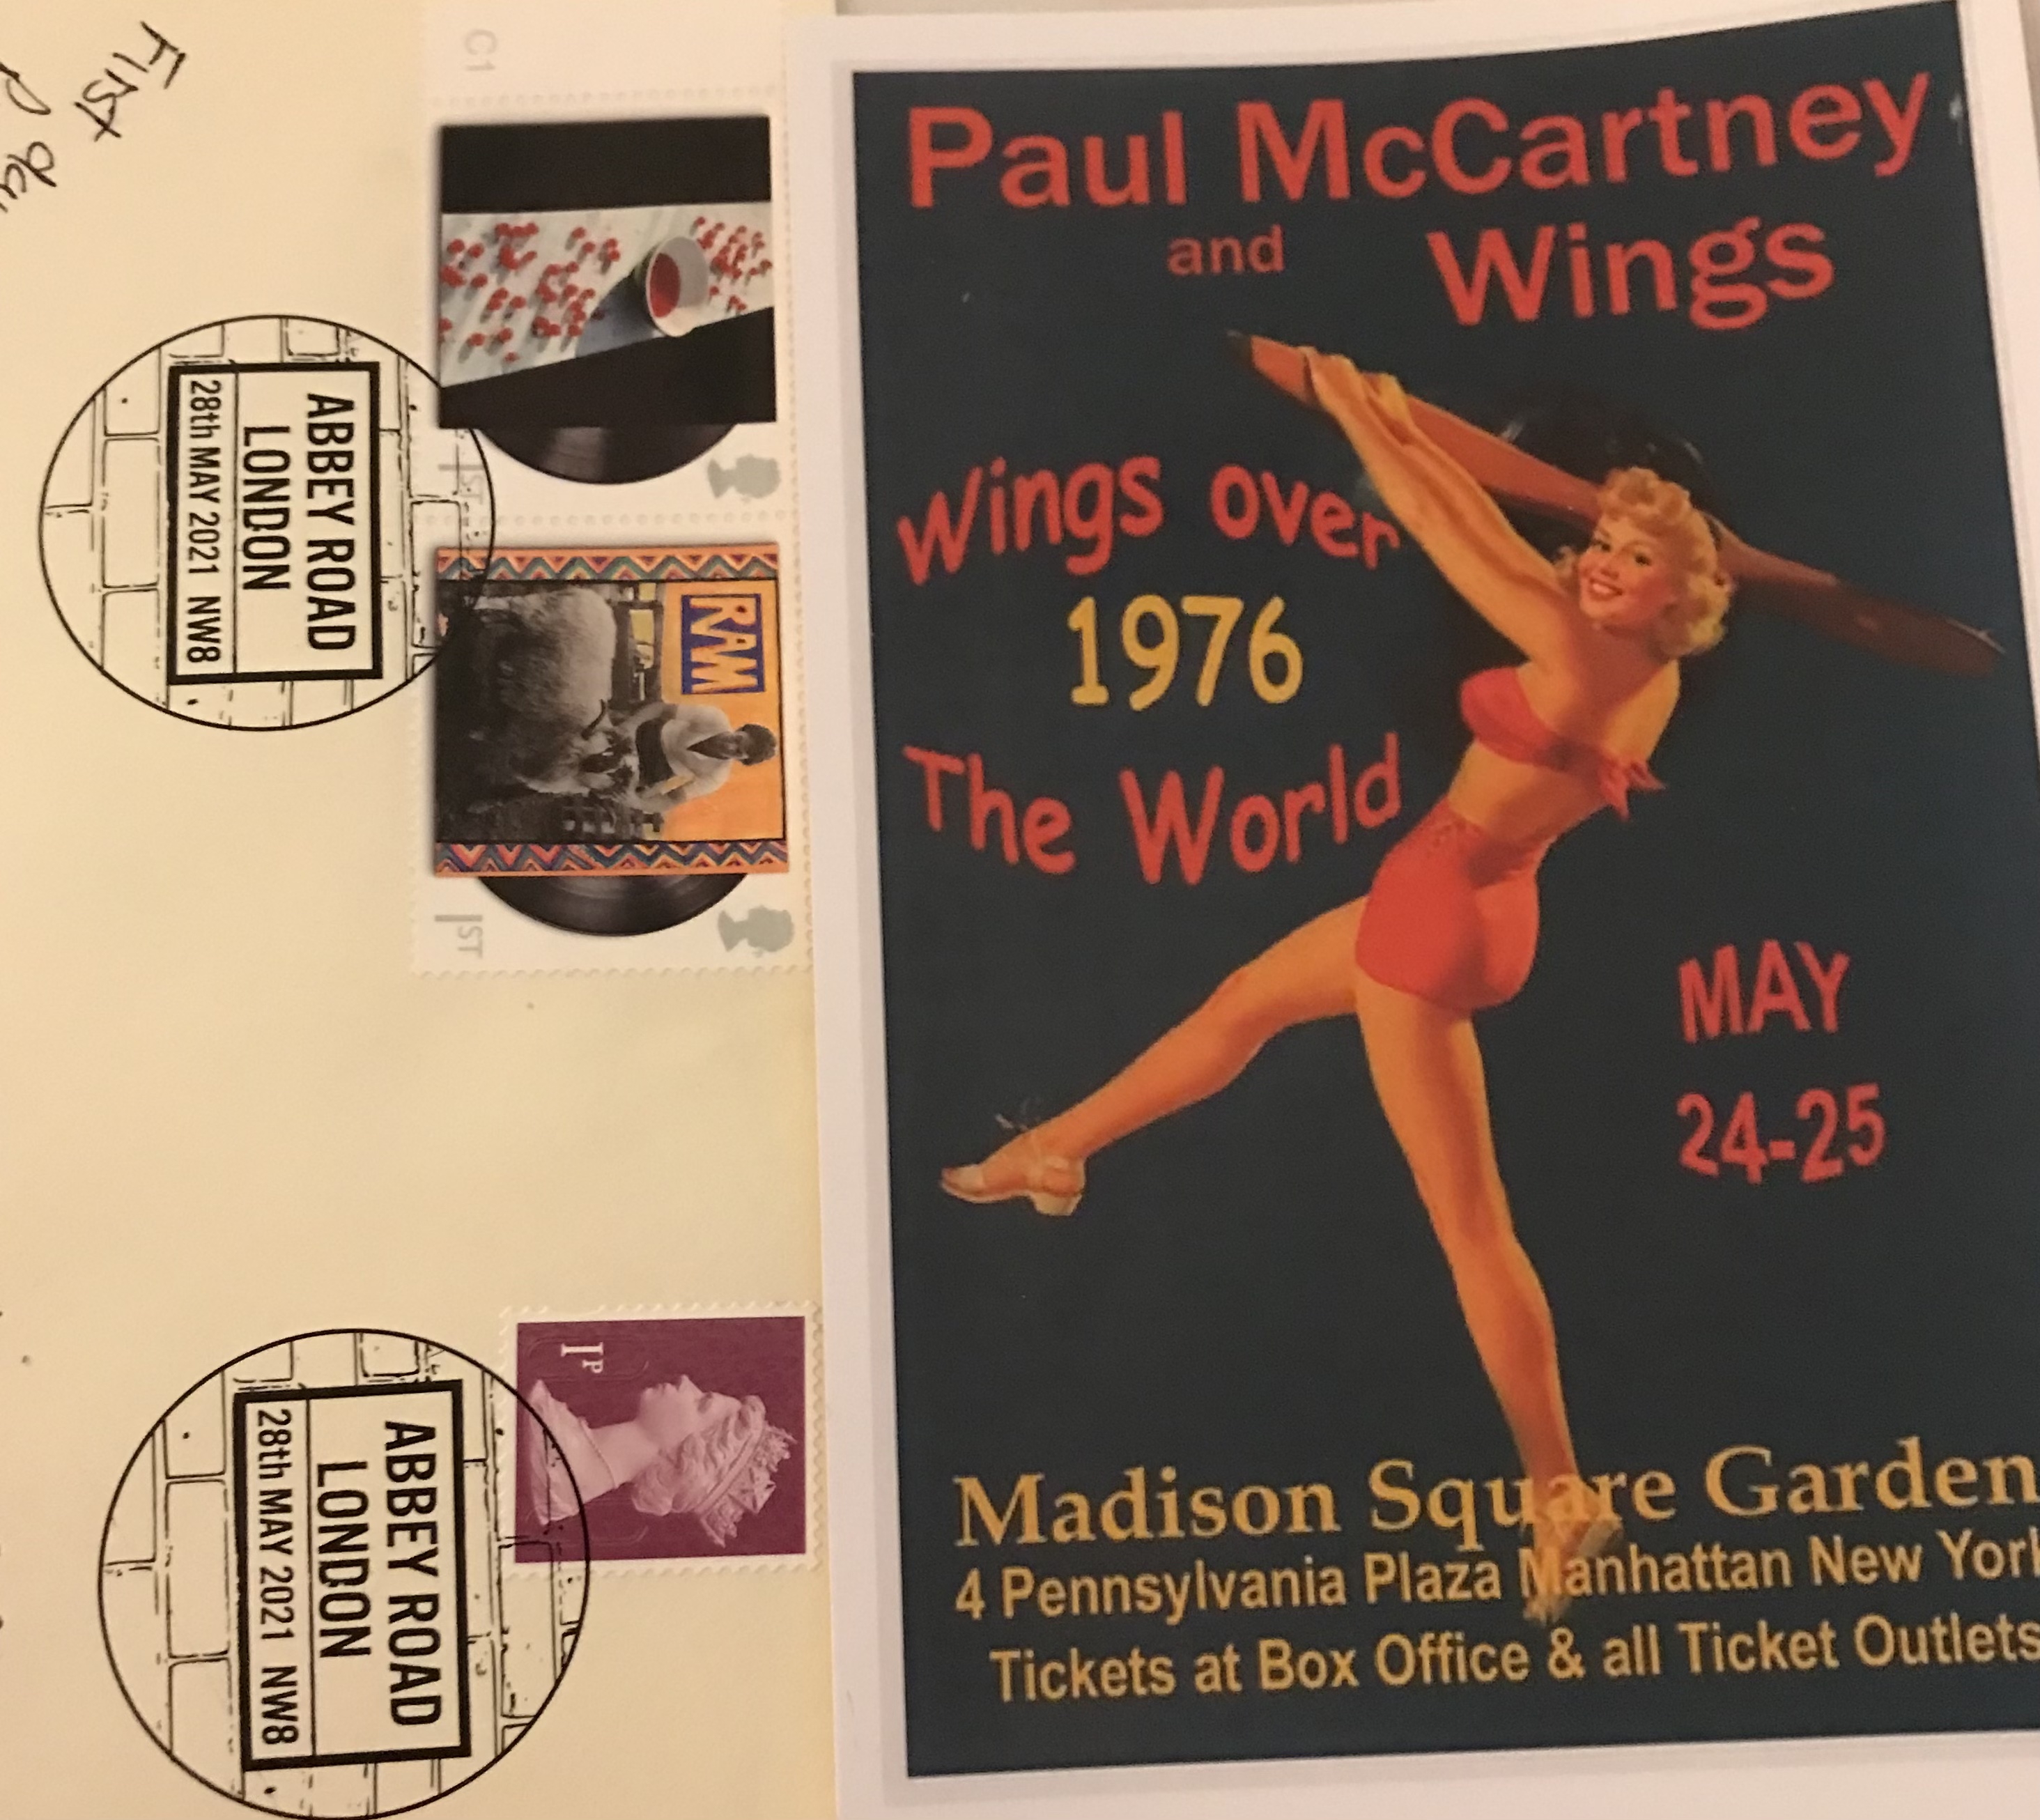 First
C1
1ST
ABBEY ROAD
LONDON
28th MAY 2021 NW8
RAM
1ST
1P
ABBEY ROAD
LONDON
28th MAY 2021 NW8
Paul McCartney
and Wings
Wings over
1976
The World
MAY
24-25
Madison Square Garden
4 Pennsylvania Plaza Manhattan New York
Tickets at Box Office & all Ticket Outlets